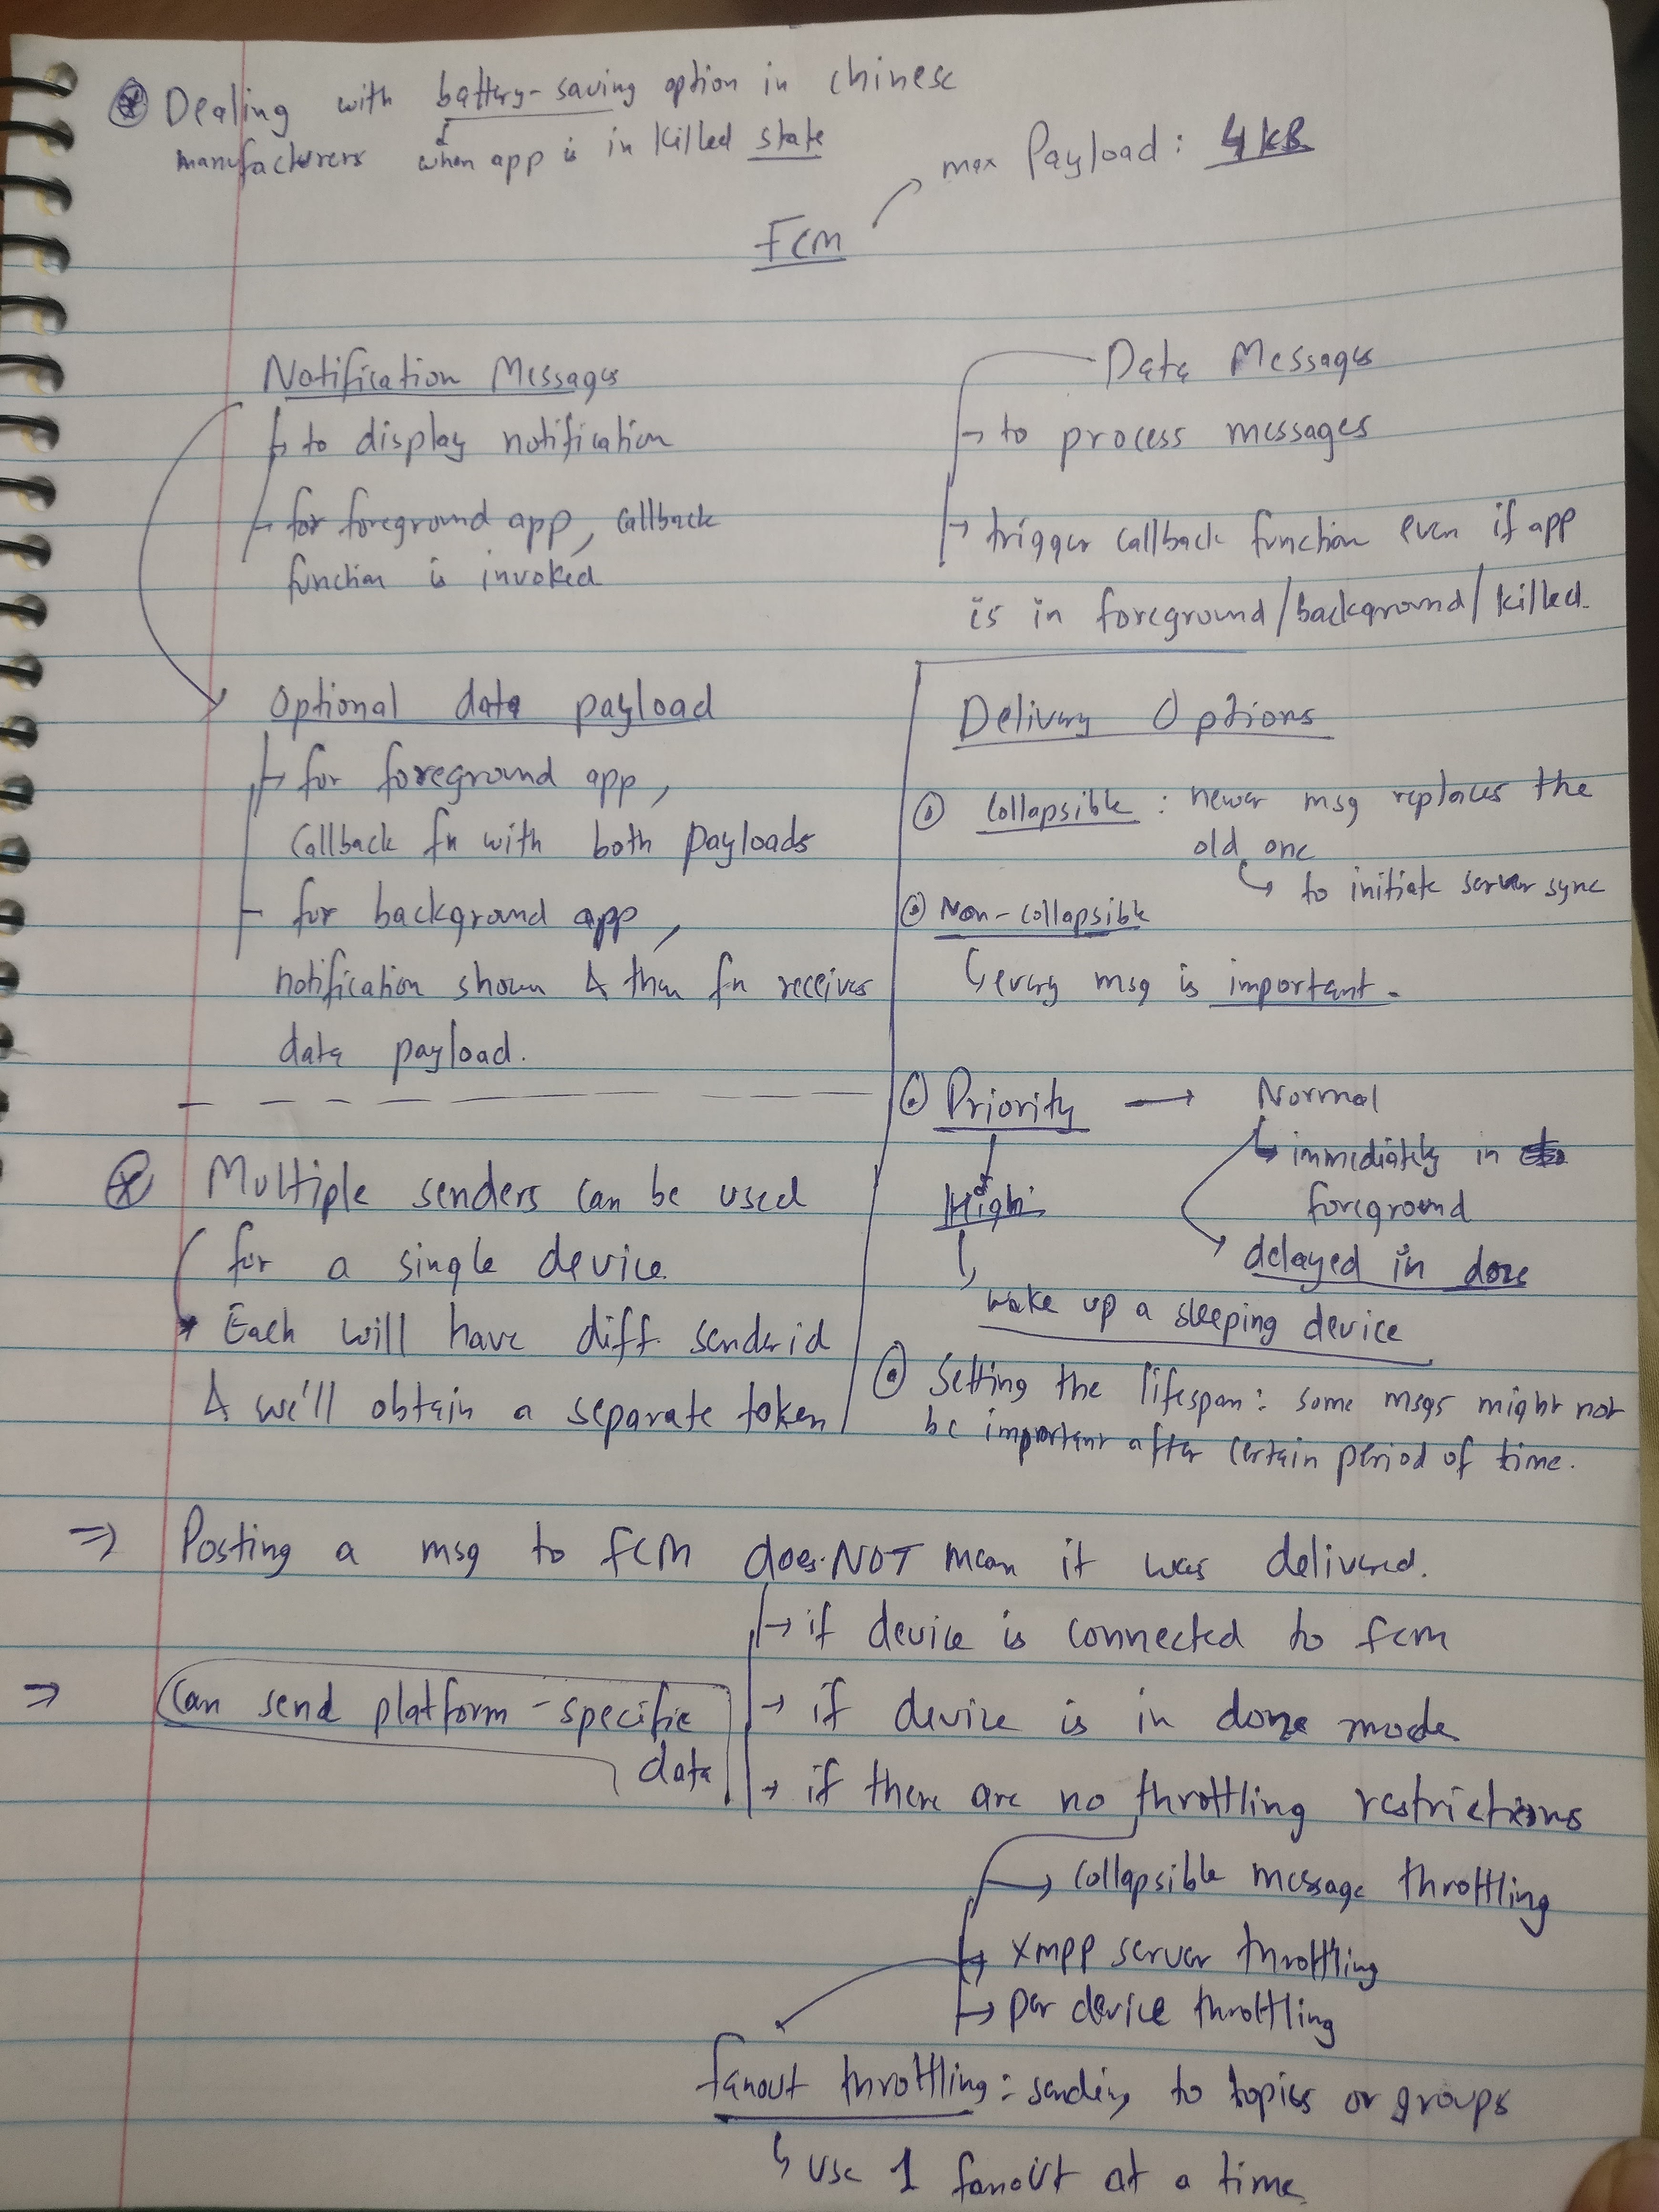 Dealing with battery-saving option in chinese
manufacturers when app is in killed state
max Payload: 4kB
FCM
Notification Messages
to display notification
for foreground app, callback
function is invoked
Data Messages
to process messages
trigger callback function even if app
is in foreground/background/killed.
Optional data payload
for foreground app,
callback fn with both payloads
for background app,
notification shown & then fn receives
data payload.
Multiple senders can be used
for a single device
Each will have diff. sender id
& we'll obtain a separate token
Delivery Options
Collapsible: newer msg replaces the
old one
to initiate server sync
Non-collapsible
every msg is important.
Priority → Normal
immediately in
foreground
delayed in doze
High
wake up a sleeping device
Setting the lifespan: some msgs might not
be important after certain period of time.
⇒ Posting a msg to fcm does NOT mean it was delivered.
→ if device is connected to fcm
→ if device is in doze mode
→ if there are no throttling restrictions
⇒ Can send platform-specific
data
→ collapsible message throttling
→ xmpp server throttling
→ per device throttling
fanout throttling: sending to topics or groups
↳ use 1 fanout at a time